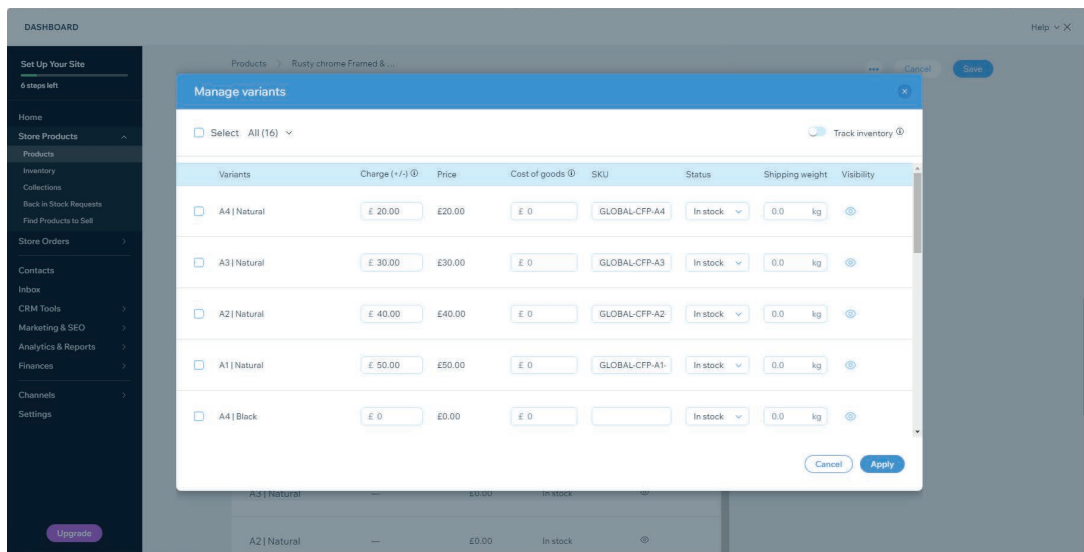 DASHBOARD
Help
Set Up Your Site
6 steps left
Home
Store Products
Products
Inventory
Collections
Back in Stock Requests
Find Products to Sell
Store Orders
Contacts
Inbox
CRM Tools
Marketing & SEO
Analytics & Reports
Finances
Channels
Settings
Upgrade
Products > Rusty chrome Framed & ...
Cancel Save
Manage variants
Select All (16)
Track inventory
Variants Charge (+/-) Price Cost of goods SKU Status Shipping weight Visibility
A4 | Natural £ 20.00 £20.00 £ 0 GLOBAL-CFP-A4 In stock 0.0 kg
A3 | Natural £ 30.00 £30.00 £ 0 GLOBAL-CFP-A3 In stock 0.0 kg
A2 | Natural £ 40.00 £40.00 £ 0 GLOBAL-CFP-A2- In stock 0.0 kg
A1 | Natural £ 50.00 £50.00 £ 0 GLOBAL-CFP-A1- In stock 0.0 kg
A4 | Black £ 0 £0.00 £ 0 In stock 0.0 kg
Cancel Apply
A3 | Natural — £0.00 In stock
A2 | Natural — £0.00 In stock